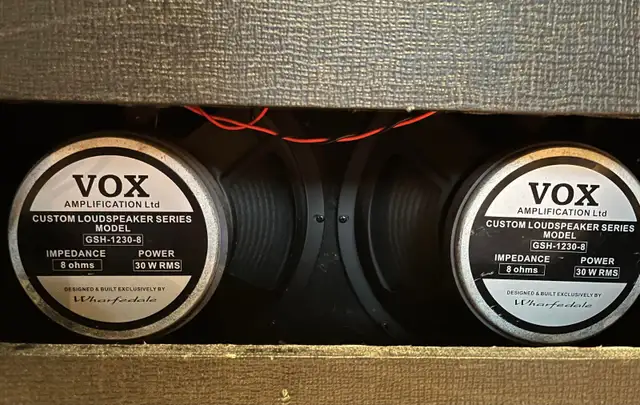 VOX
AMPLIFICATION Ltd
CUSTOM LOUDSPEAKER SERIES
MODEL
GSH-1230-8
IMPEDANCE POWER
8 ohms 30 W RMS
DESIGNED & BUILT EXCLUSIVELY BY
Wharfedale
VOX
AMPLIFICATION Ltd
CUSTOM LOUDSPEAKER SERIES
MODEL
GSH-1230-8
IMPEDANCE POWER
8 ohms 30 W RMS
DESIGNED & BUILT EXCLUSIVELY BY
Wharfedale